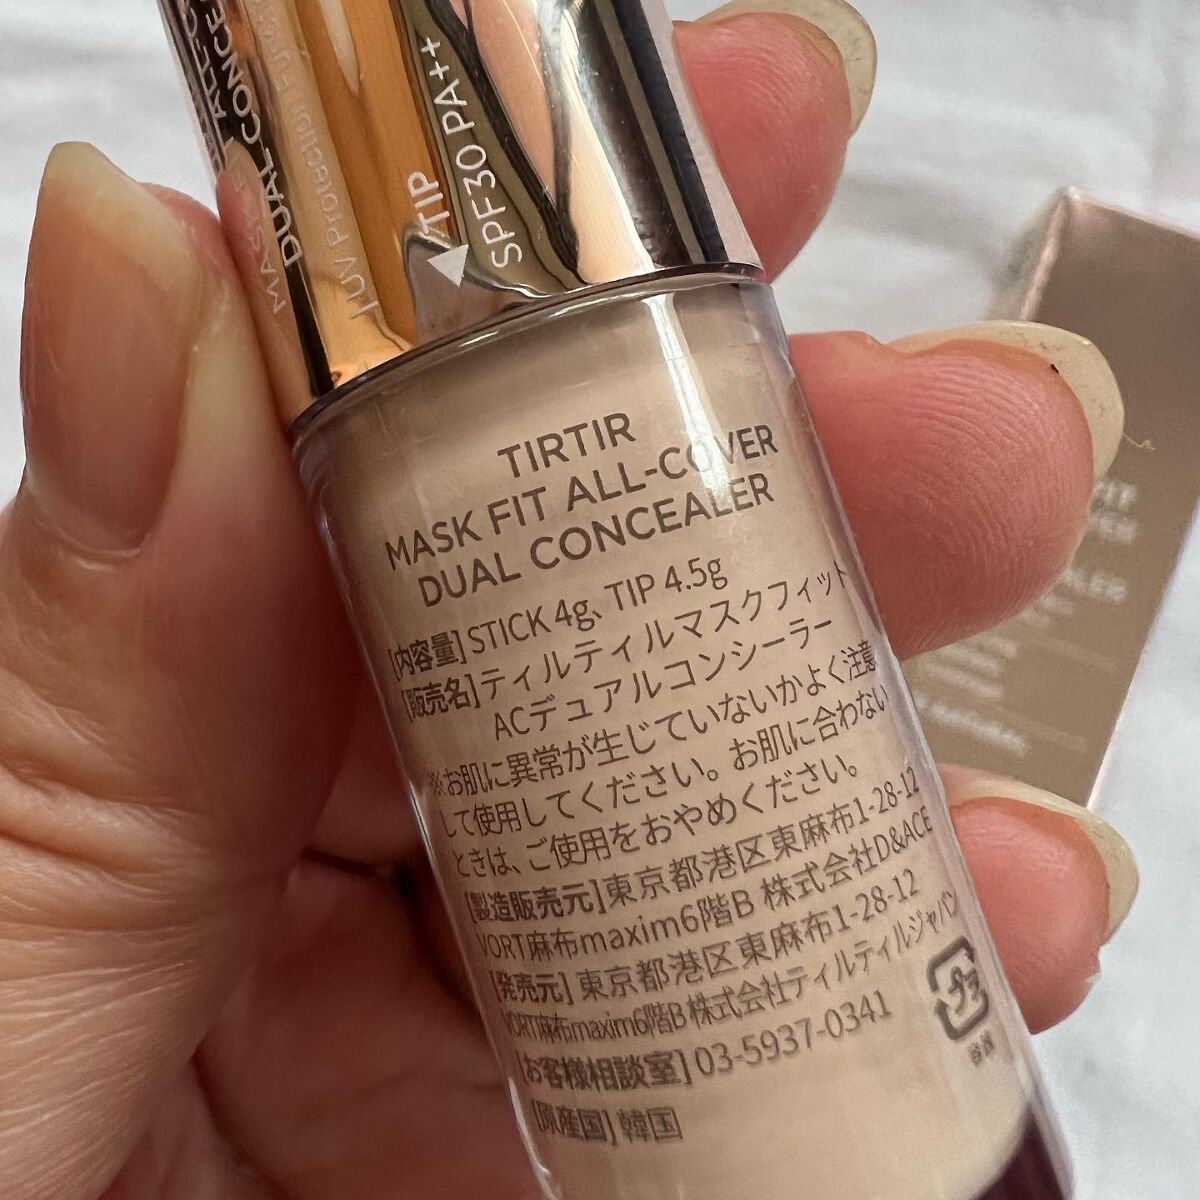 DUAL CONCEA
UV Protection F
TIP
SPF30 PA++
TIRTIR
MASK FIT ALL-COVER
DUAL CONCEALER
[内容量] STICK 4g、TIP 4.5g
[販売名] ティルティルマスクフィット
ACデュアルコンシーラー
※お肌に異常が生じていないかよく注意
して使用してください。お肌に合わない
ときは、ご使用をおやめください。
[製造販売元] 東京都港区東麻布1-28-12
VORT麻布maxim6階B 株式会社D&ACE
[発売元] 東京都港区東麻布1-28-12
VORT麻布maxim6階B 株式会社ティルティルジャパン
[お客様相談室] 03-5937-0341
[原産国] 韓国
プラ
容器